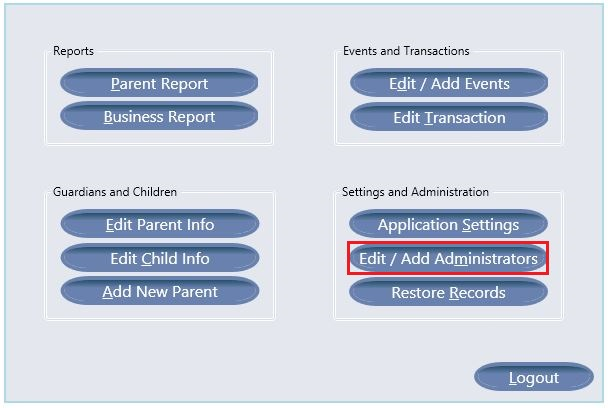 Reports
Parent Report
Business Report
Events and Transactions
Edit / Add Events
Edit Transaction
Guardians and Children
Edit Parent Info
Edit Child Info
Add New Parent
Settings and Administration
Application Settings
Edit / Add Administrators
Restore Records
Logout